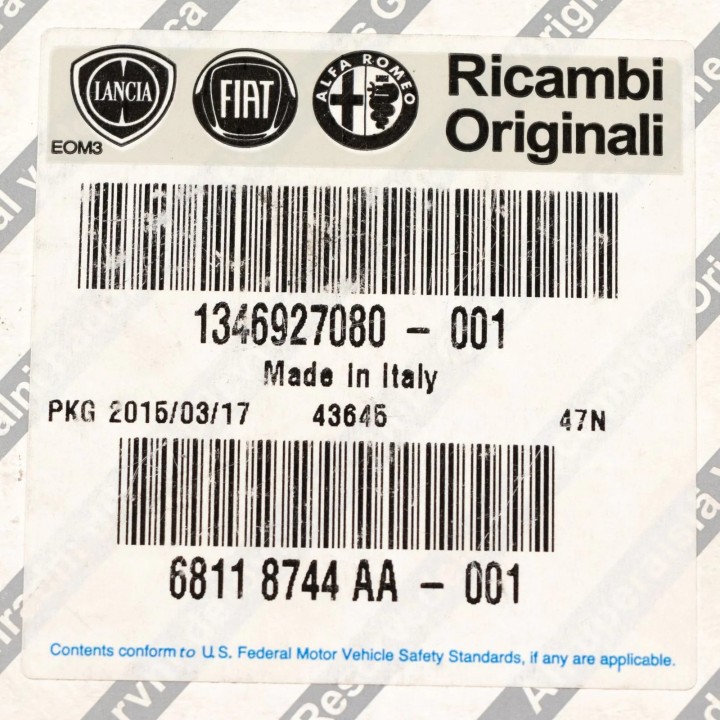 LANCIA FIAT ALFA ROMEO Ricambi
EOM3 Originali
1346927080 - 001
Made in Italy
PKG 2015/03/17 43645 47N
6811 8744 AA - 001
Contents conform to U.S. Federal Motor Vehicle Safety Standards, if any are applicable.